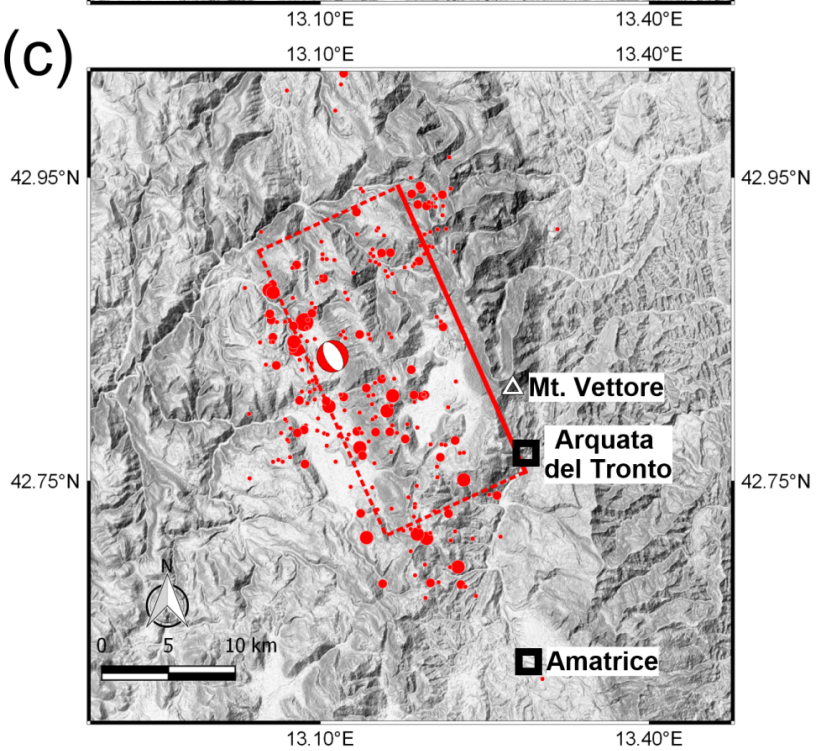 13.10°E 13.40°E
(c)
13.10°E 13.40°E
42.95°N 42.95°N
Mt. Vettore
Arquata
del Tronto
42.75°N 42.75°N
N
0 5 10 km
Amatrice
13.10°E 13.40°E